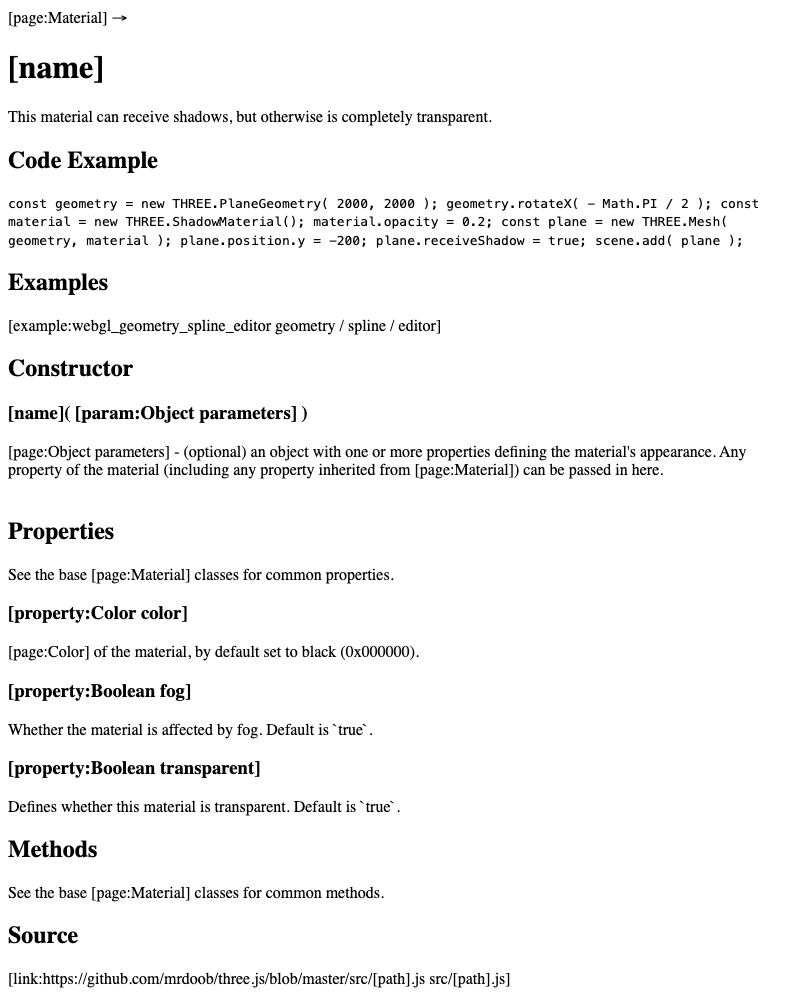 [page:Material] →
[name]
This material can receive shadows, but otherwise is completely transparent.
Code Example
const geometry = new THREE.PlaneGeometry( 2000, 2000 ); geometry.rotateX( - Math.PI / 2 ); const
material = new THREE.ShadowMaterial(); material.opacity = 0.2; const plane = new THREE.Mesh(
geometry, material ); plane.position.y = -200; plane.receiveShadow = true; scene.add( plane );
Examples
[example:webgl_geometry_spline_editor geometry / spline / editor]
Constructor
[name]( [param:Object parameters] )
[page:Object parameters] - (optional) an object with one or more properties defining the material's appearance. Any
property of the material (including any property inherited from [page:Material]) can be passed in here.
Properties
See the base [page:Material] classes for common properties.
[property:Color color]
[page:Color] of the material, by default set to black (0x000000).
[property:Boolean fog]
Whether the material is affected by fog. Default is `true`.
[property:Boolean transparent]
Defines whether this material is transparent. Default is `true`.
Methods
See the base [page:Material] classes for common methods.
Source
[link:https://github.com/mrdoob/three.js/blob/master/src/[path].js src/[path].js]